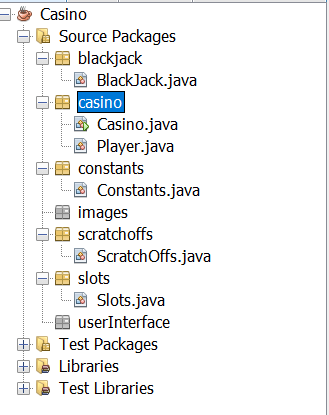 Casino
Source Packages
blackjack
BlackJack.java
casino
Casino.java
Player.java
constants
Constants.java
images
scratchoffs
ScratchOffs.java
slots
Slots.java
userInterface
Test Packages
Libraries
Test Libraries